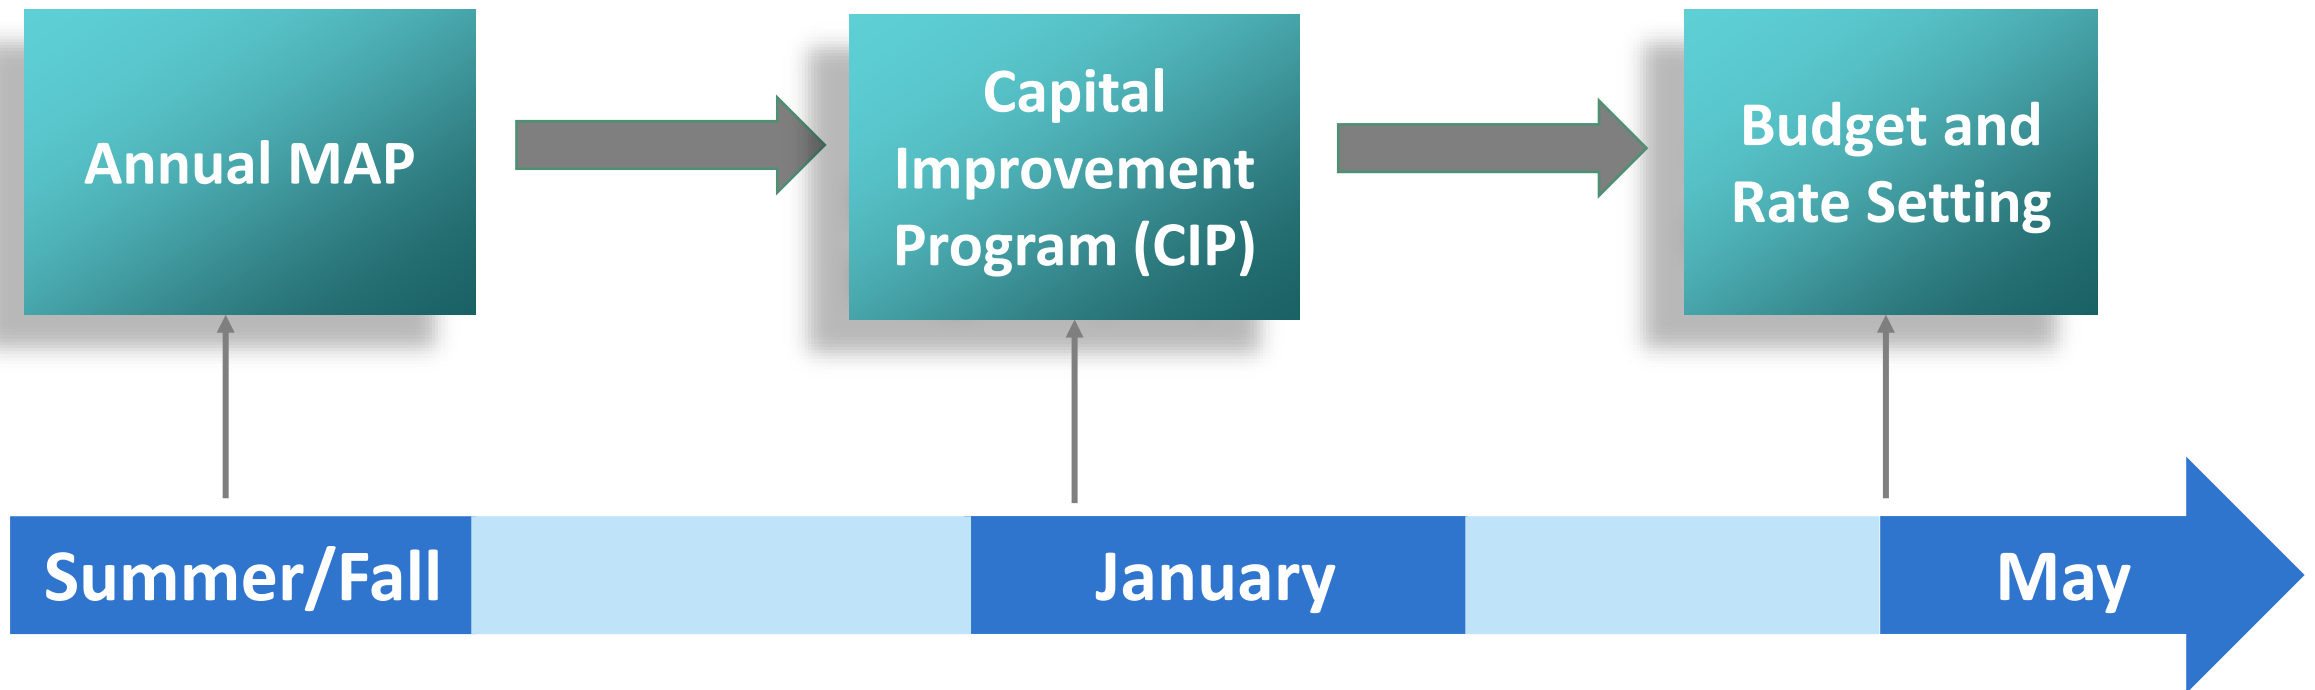 Annual MAP
Capital
Improvement
Program (CIP)
Budget and
Rate Setting
Summer/Fall
January
May